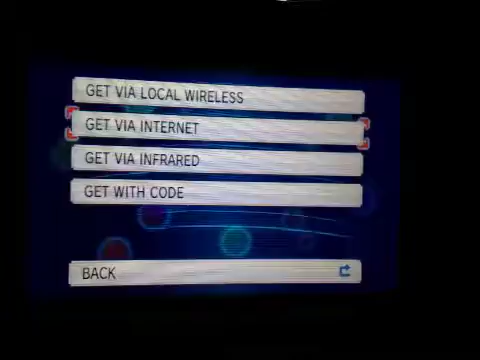 GET VIA LOCAL WIRELESS
GET VIA INTERNET
GET VIA INFRARED
GET WITH CODE
BACK